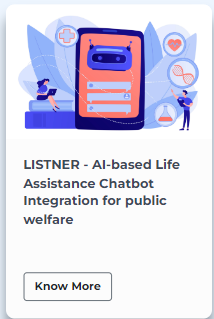 LISTNER - AI-based Life
Assistance Chatbot
Integration for public
welfare
Know More